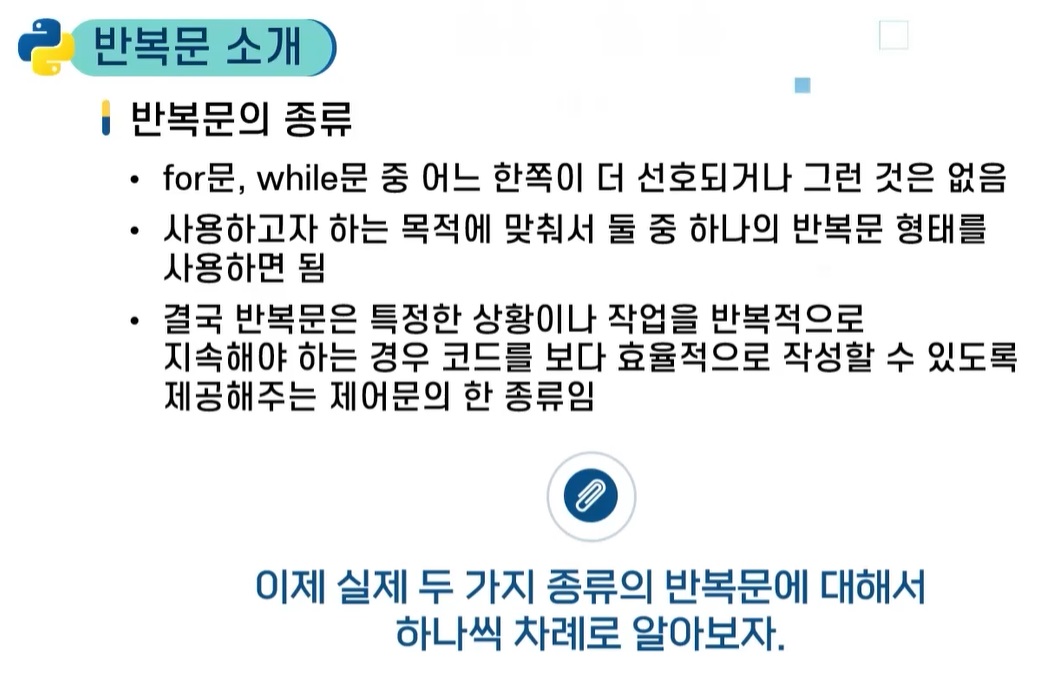 반복문 소개
반복문의 종류
• for문, while문 중 어느 한쪽이 더 선호되거나 그런 것은 없음
• 사용하고자 하는 목적에 맞춰서 둘 중 하나의 반복문 형태를
사용하면 됨
• 결국 반복문은 특정한 상황이나 작업을 반복적으로
지속해야 하는 경우 코드를 보다 효율적으로 작성할 수 있도록
제공해주는 제어문의 한 종류임
이제 실제 두 가지 종류의 반복문에 대해서
하나씩 차례로 알아보자.